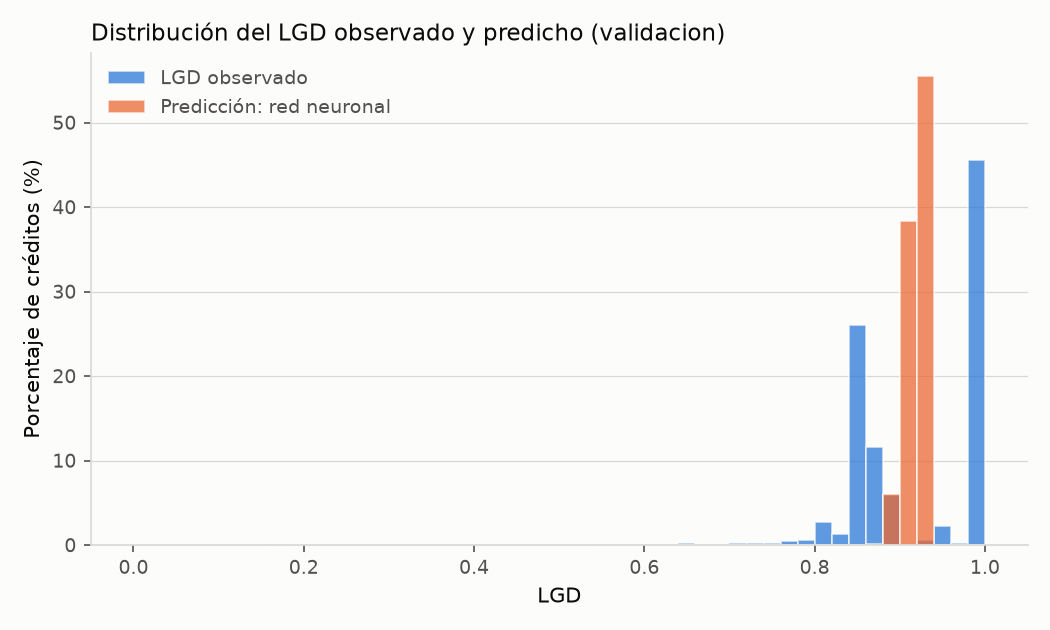 Distribución del LGD observado y predicho (validacion)
LGD observado
Predicción: red neuronal
Porcentaje de créditos (%)
50
40
30
20
10
0
0.0 0.2 0.4 0.6 0.8 1.0
LGD